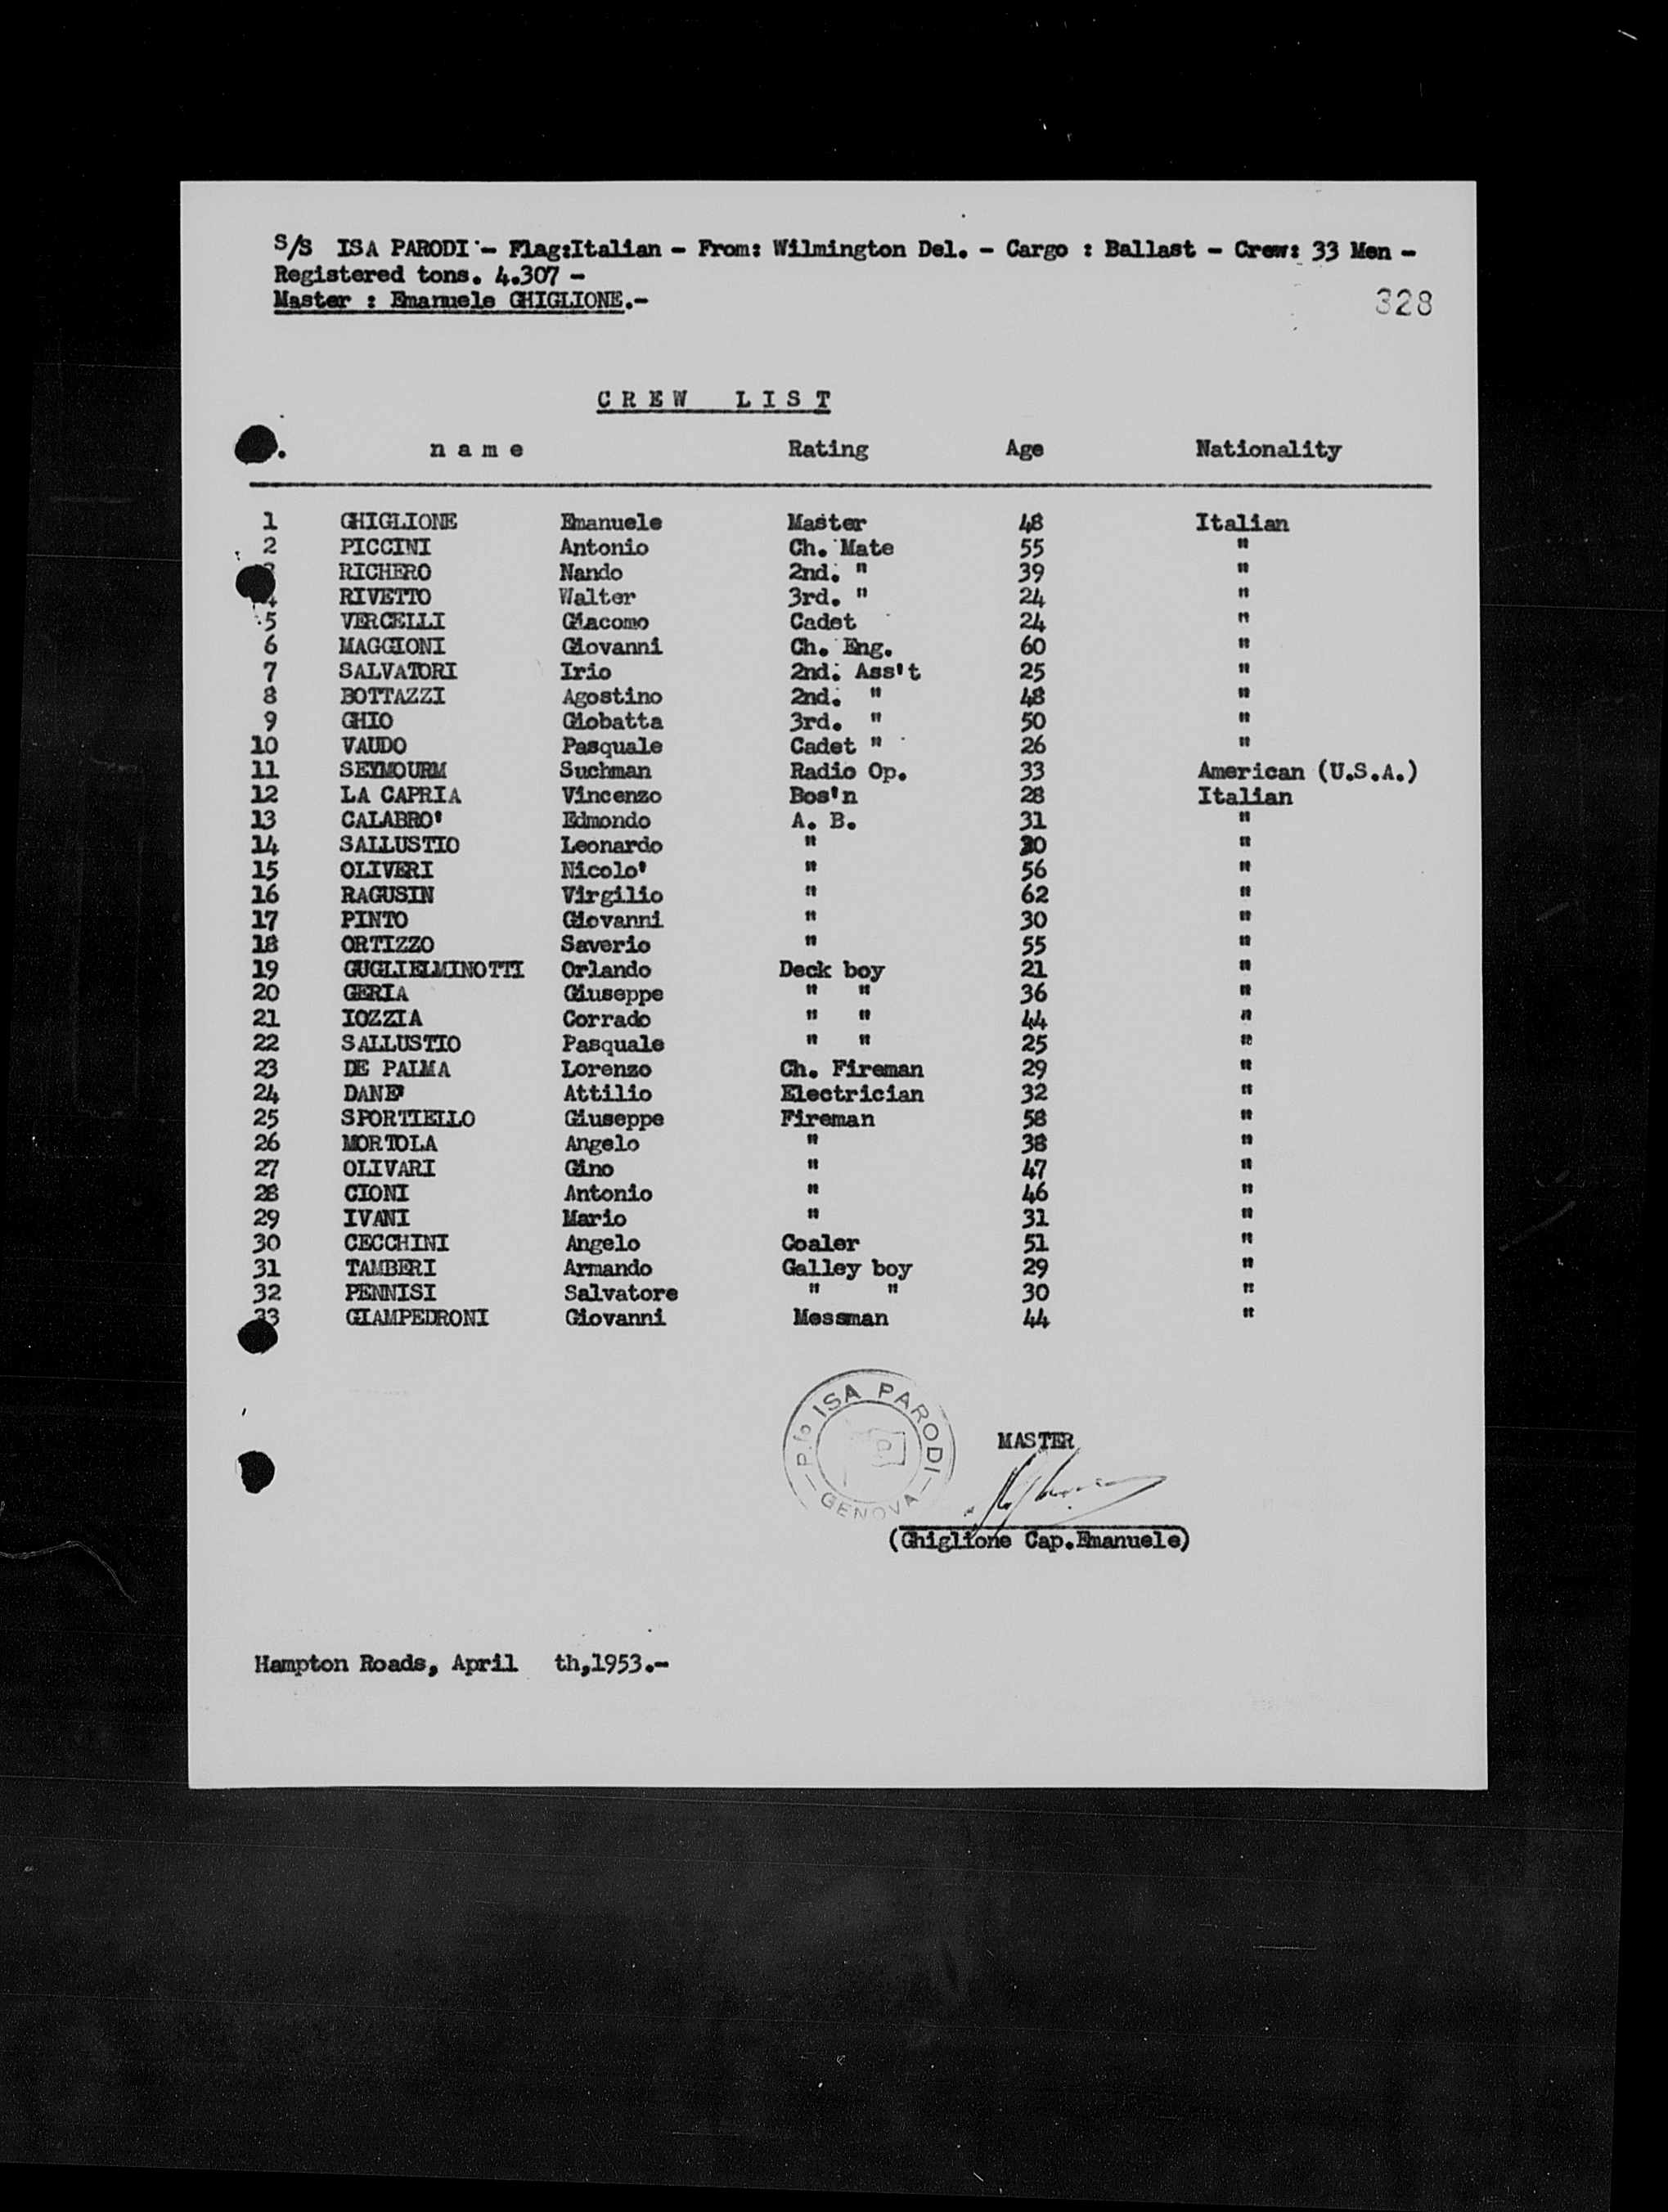 S/S ISA PARODI - Flag:Italian - From: Wilmington Del. - Cargo : Ballast - Crew: 33 Men -
Registered tons. 4.307 -
Master : Emanuele GHIGLIONE.-
328
CREW LIST
name Rating Age Nationality
1 GHIGLIONE Emanuele Master 48 Italian
2 PICCINI Antonio Ch. Mate 55 "
3 RICHERO Nando 2nd. " 39 "
4 RIVETTO Walter 3rd. " 24 "
5 VERCELLI Giacomo Cadet 24 "
6 MAGGIONI Giovanni Ch. Eng. 60 "
7 SALVATORI Irio 2nd. Ass't 25 "
8 BOTTAZZI Agostino 2nd. " 48 "
9 GHIO Giobatta 3rd. " 50 "
10 VAUDO Pasquale Cadet " 26 "
11 SEYMOURM Suchman Radio Op. 33 American (U.S.A.)
12 LA CAPRIA Vincenzo Bos'n 28 Italian
13 CALABRO' Edmondo A. B. 31 "
14 SALLUSTIO Leonardo " "
15 OLIVERI Nicolo' " 56 "
16 RAGUSIN Virgilio " 62 "
17 PINTO Giovanni " 30 "
18 ORTIZZO Saverio " 55 "
19 GUGLIELMINOTTI Orlando Deck boy 21 "
20 GERIA Giuseppe " " 36 "
21 IOZZIA Corrado " " 44 "
22 SALLUSTIO Pasquale " " 25 "
23 DE PALMA Lorenzo Ch. Fireman 29 "
24 DANE' Attilio Electrician 32 "
25 SPORTIELLO Giuseppe Fireman 58 "
26 MORTOLA Angelo " 38 "
27 OLIVARI Gino " 47 "
28 CIONI Antonio " 46 "
29 IVANI Mario " 31 "
30 CECCHINI Angelo Coaler 51 "
31 TAMBERI Armando Galley boy 29 "
32 PENNISI Salvatore " " 30 "
33 GIAMPEDRONI Giovanni Messman 44 "
P.fo ISA PARODI
GENOVA
MASTER
(Ghiglione Cap.Emanuele)
Hampton Roads, April th,1953.-